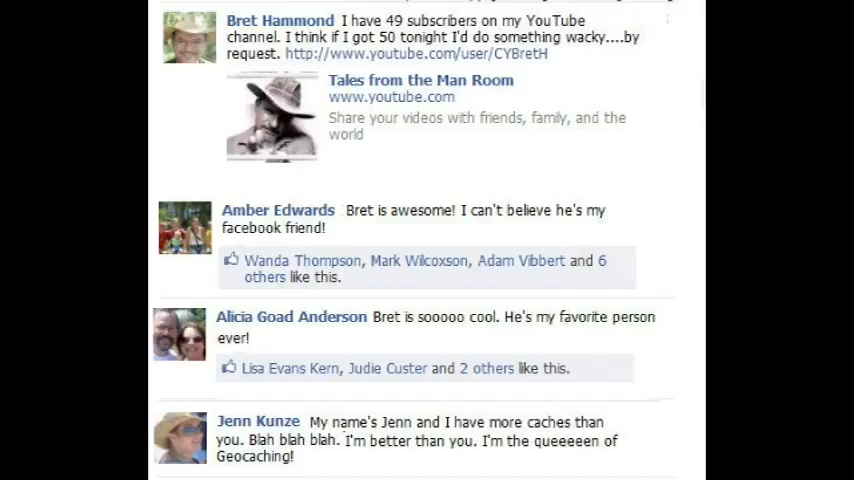 Bret Hammond I have 49 subscribers on my YouTube
channel. I think if I got 50 tonight I'd do something wacky....by
request. http://www.youtube.com/user/CYBretH
Tales from the Man Room
www.youtube.com
Share your videos with friends, family, and the
world
Amber Edwards Bret is awesome! I can't believe he's my
facebook friend!
Wanda Thompson, Mark Wilcoxson, Adam Vibbert and 6
others like this.
Alicia Goad Anderson Bret is sooooo cool. He's my favorite person
ever!
Lisa Evans Kern, Judie Custer and 2 others like this.
Jenn Kunze My name's Jenn and I have more caches than
you. Blah blah blah. I'm better than you. I'm the queeeeen of
Geocaching!